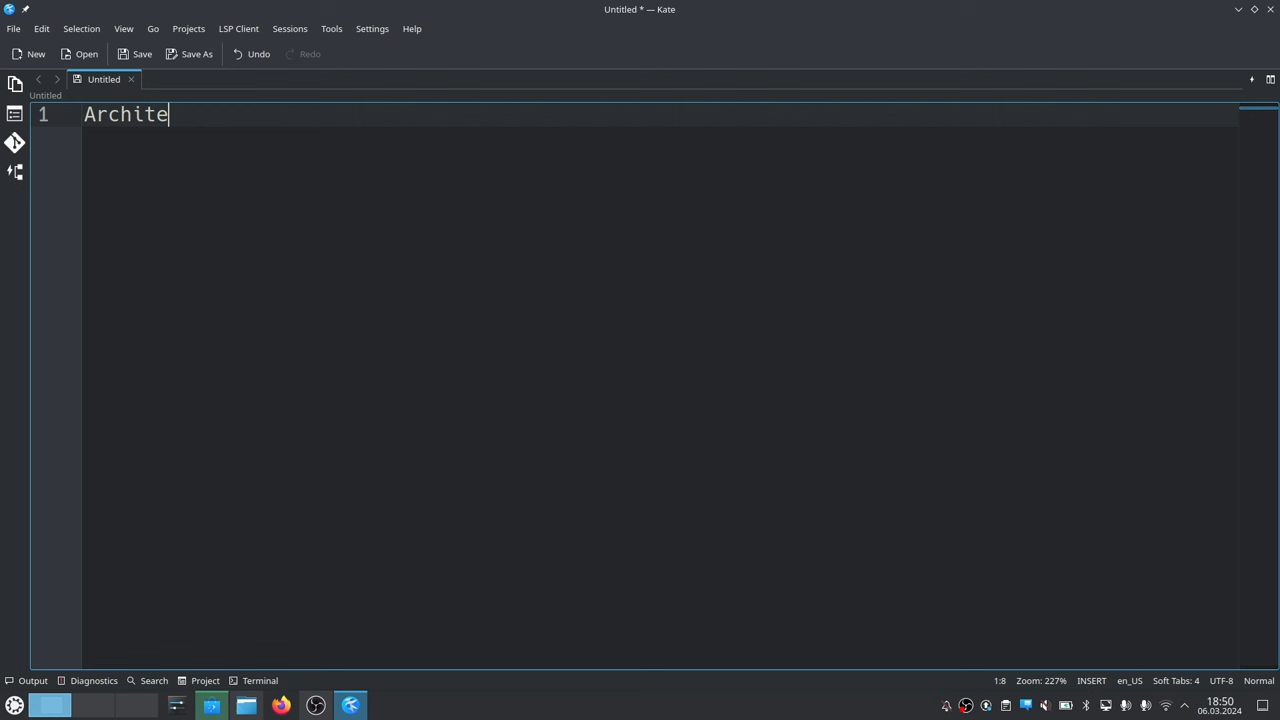 Untitled * — Kate
File Edit Selection View Go Projects LSP Client Sessions Tools Settings Help
New Open Save Save As Undo Redo
Untitled
Untitled
1 Archite
Output Diagnostics Search Project Terminal 1:8 Zoom: 227% INSERT en_US Soft Tabs: 4 UTF-8 Normal
18:50
06.03.2024